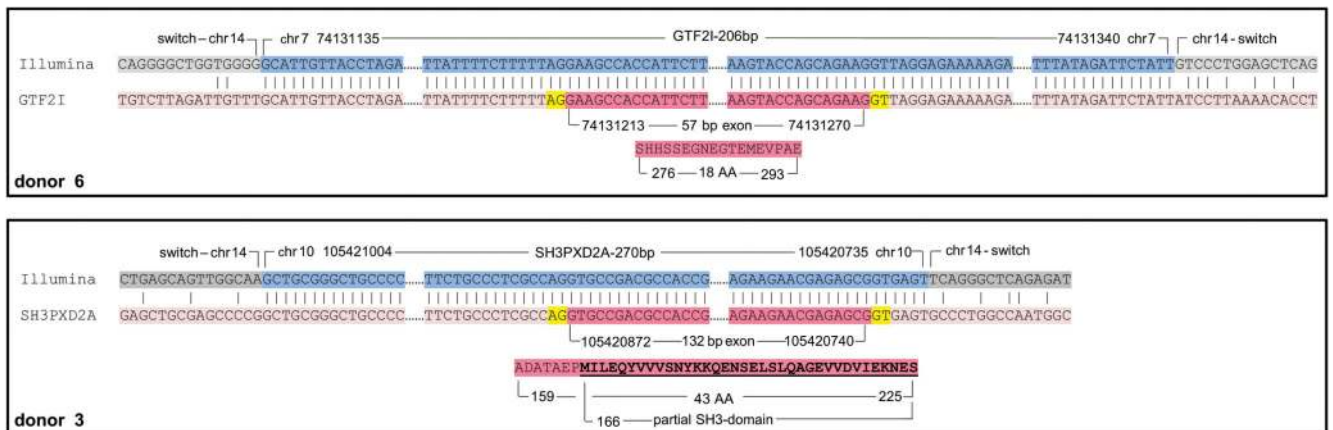 switch – chr14 chr7 74131135 GTF2I-206bp 74131340 chr7 chr14 - switch
Illumina CAGGGGCTGGTGGGGGCATTGTTACCTAGA......TTATTTTCTTTTTAGGAAGCCACCATTCTT......AAGTACCAGCAGAAGGTTAGGAGAAAAAGA......TTTATAGATTCTATTGTCCCTGGAGCTCAG
GTF2I TGTCTTAGATTGTTTGCATTGTTACCTAGA......TTATTTTCTTTTTAGGAAGCCACCATTCTT......AAGTACCAGCAGAAGGTTAGGAGAAAAAGA......TTTATAGATTCTATTATCCTTAAAACACCT
74131213 57 bp exon 74131270
SHHSSEGNEGTEMEVPAE
276 18 AA 293
donor 6
switch – chr14 chr10 105421004 SH3PXD2A-270bp 105420735 chr10 chr14 - switch
Illumina CTGAGCAGTTGGCAAGCTGCGGGCTGCCCC......TTCTGCCCTCGCCAGGTGCCGACGCCACCG......AGAAGAACGAGAGCGGTGAGTTCAGGGCTCAGAGAT
SH3PXD2A GAGCTGCGAGCCCCGGCTGCGGGCTGCCCC......TTCTGCCCTCGCCAGGTGCCGACGCCACCG......AGAAGAACGAGAGCGGTGAGTGCCCTGGCCAATGGC
105420872 132 bp exon 105420740
ADATAEPMILEQYVVVSNYKKQENSELSLQAGEVVDVIEKNES
159 43 AA 225
166 partial SH3-domain
donor 3